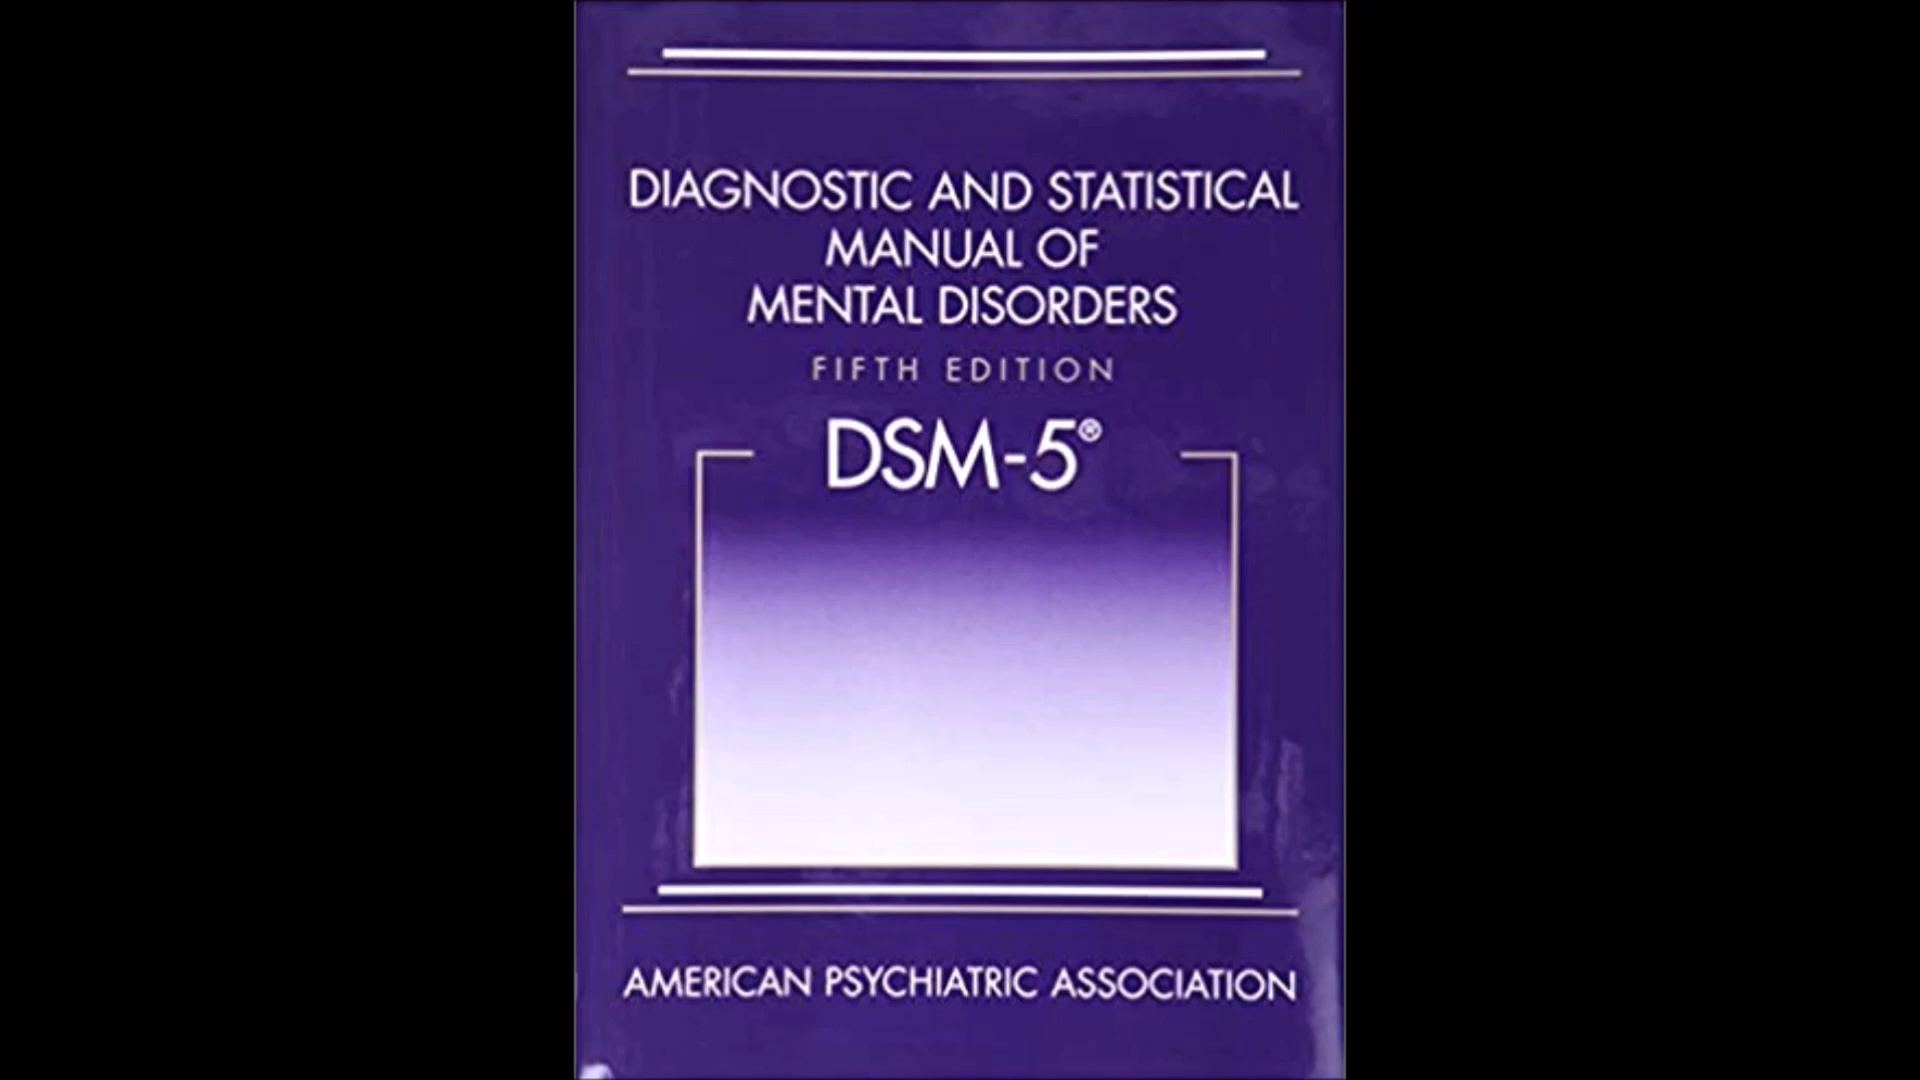 DIAGNOSTIC AND STATISTICAL
MANUAL OF
MENTAL DISORDERS
FIFTH EDITION
DSM-5®
AMERICAN PSYCHIATRIC ASSOCIATION